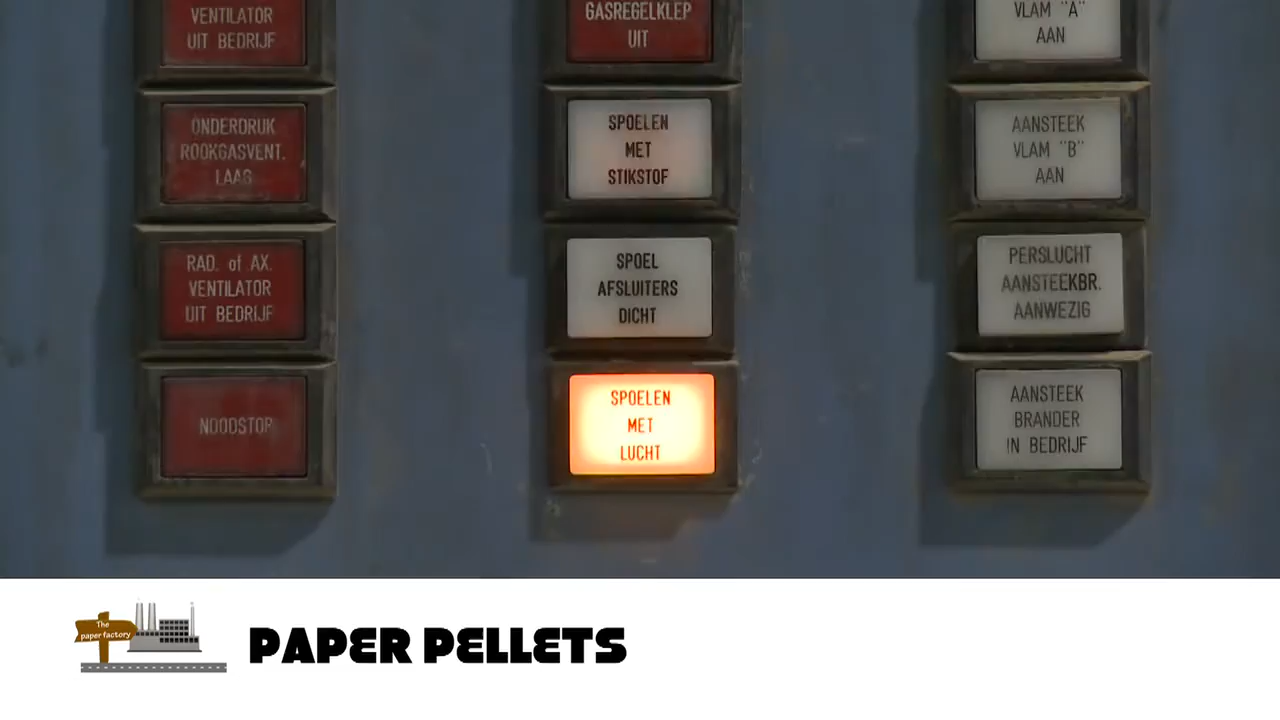 VENTILATOR
UIT BEDRIJF
ONDERDRUK
ROOKGASVENT.
LAAG
RAD. of AX.
VENTILATOR
UIT BEDRIJF
NOODSTOP
GASREGELKLEP
UIT
SPOELEN
MET
STIKSTOF
SPOEL
AFSLUITERS
DICHT
SPOELEN
MET
LUCHT
VLAM "A"
AAN
AANSTEEK
VLAM "B"
AAN
PERSLUCHT
AANSTEEKBR.
AANWEZIG
AANSTEEK
BRANDER
IN BEDRIJF
The
paper factory
PAPER PELLETS